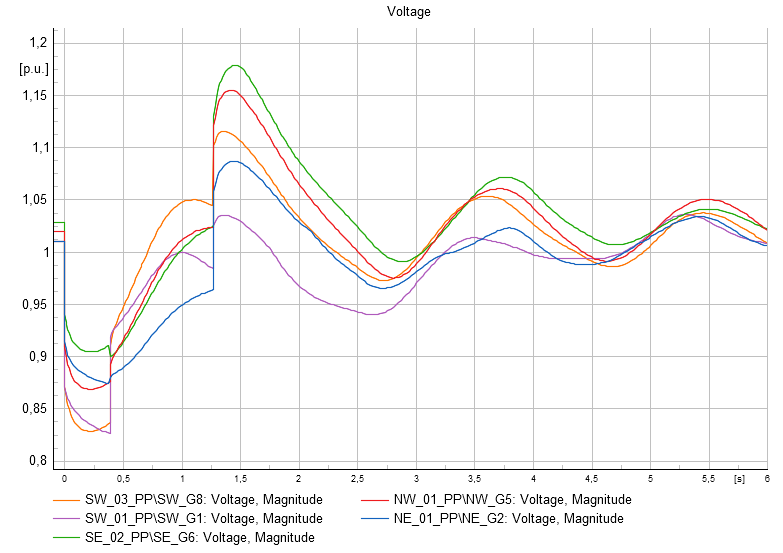 Voltage
1,2
[p.u.]
1,15
1,1
1,05
1
0,95
0,9
0,85
0,8
0 0,5 1 1,5 2 2,5 3 3,5 4 4,5 5 5,5 [s] 6
SW_03_PP\SW_G8: Voltage, Magnitude NW_01_PP\NW_G5: Voltage, Magnitude
SW_01_PP\SW_G1: Voltage, Magnitude NE_01_PP\NE_G2: Voltage, Magnitude
SE_02_PP\SE_G6: Voltage, Magnitude